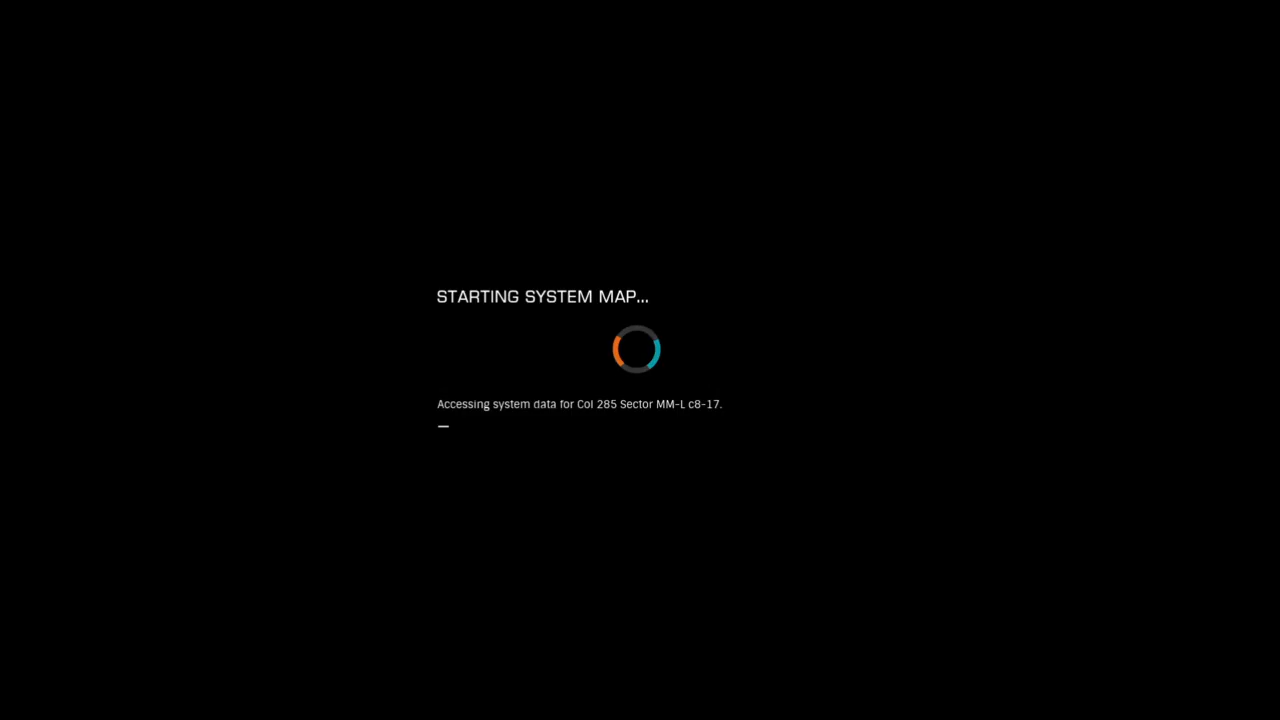 STARTING SYSTEM MAP...
Accessing system data for Col 285 Sector MM-L c8-17.